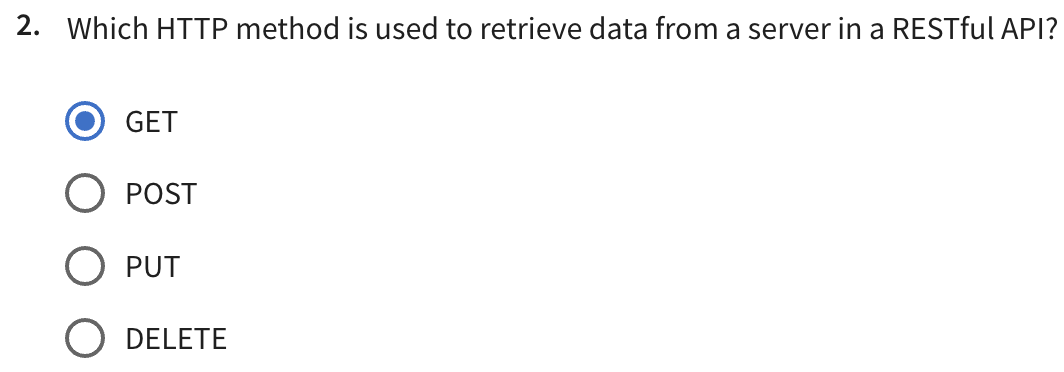 2. Which HTTP method is used to retrieve data from a server in a RESTful API?
GET
POST
PUT
DELETE